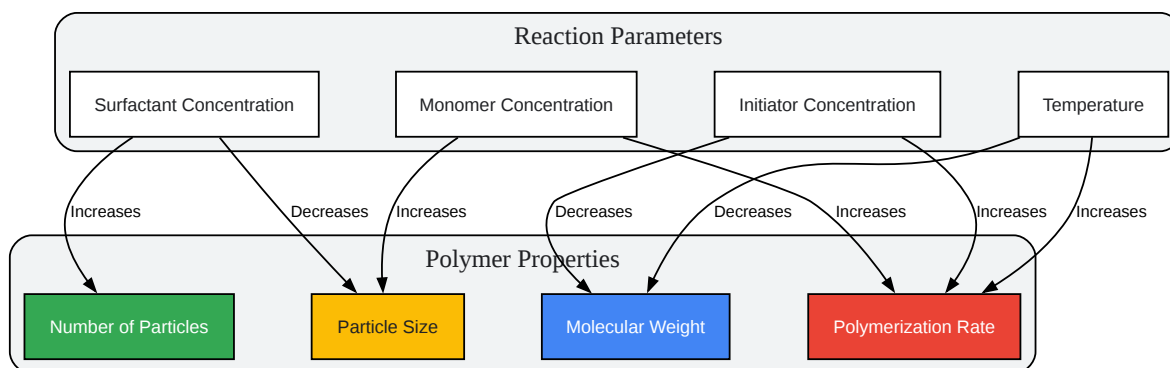 Reaction Parameters
Surfactant Concentration
Monomer Concentration
Initiator Concentration
Temperature
Increases
Decreases
Increases
Decreases
Decreases
Increases
Increases
Increases
Polymer Properties
Number of Particles
Particle Size
Molecular Weight
Polymerization Rate